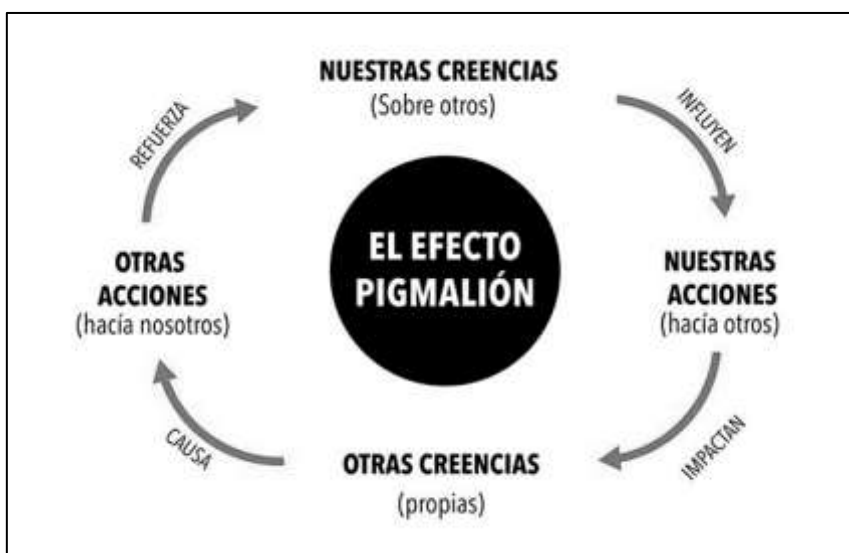 NUESTRAS CREENCIAS
(Sobre otros)
INFLUYEN
NUESTRAS
ACCIONES
(hacía otros)
IMPACTAN
OTRAS CREENCIAS
(propias)
CAUSA
OTRAS
ACCIONES
(hacía nosotros)
REFUERZA
EL EFECTO
PIGMALIÓN